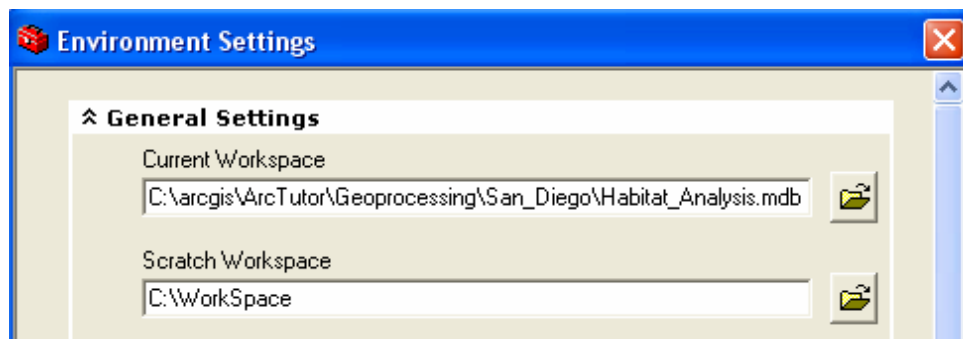 Environment Settings
General Settings
Current Workspace
C:\arcgis\ArcTutor\Geoprocessing\San_Diego\Habitat_Analysis.mdb
Scratch Workspace
C:\WorkSpace